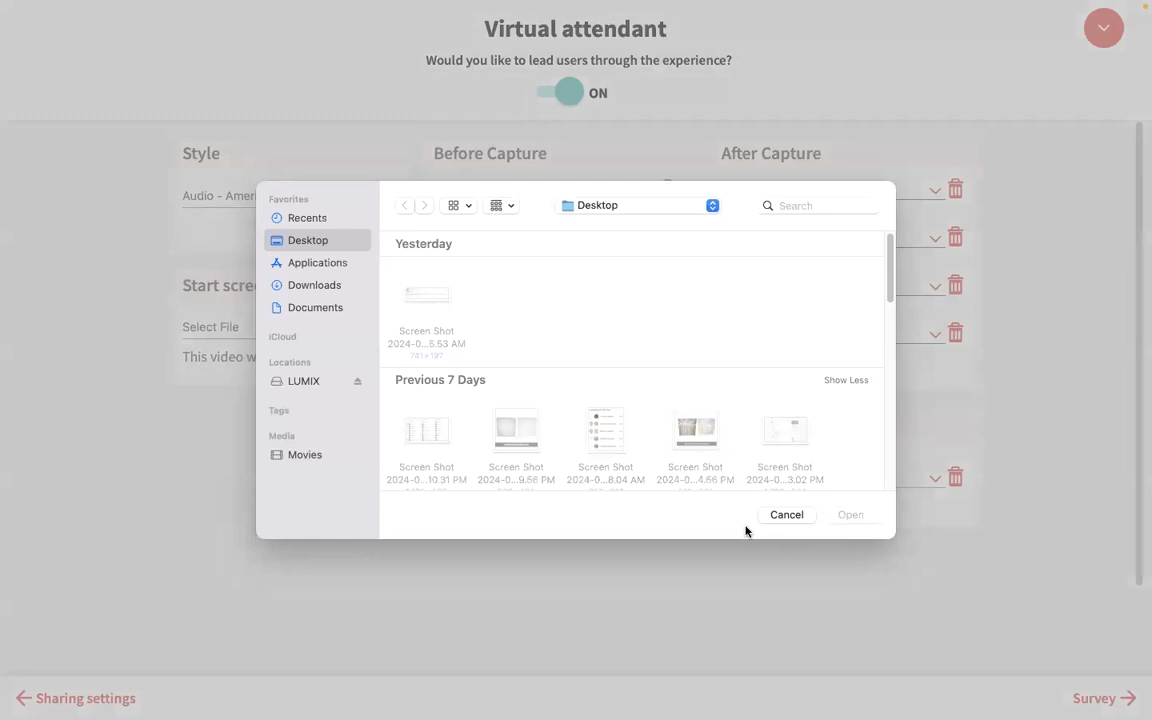 Virtual attendant
Would you like to lead users through the experience?
ON
Style
Before Capture
After Capture
Audio - Amer
Start scre
Select File
This video w
Favorites
Recents
Desktop
Applications
Downloads
Documents
iCloud
Locations
LUMIX
Tags
Media
Movies
Desktop
Search
Yesterday
Screen Shot
2024-0...5.53 AM
741×197
Previous 7 Days
Show Less
Screen Shot
2024-0...10.31 PM
Screen Shot
2024-0...9.56 PM
Screen Shot
2024-0...8.04 AM
Screen Shot
2024-0...4.56 PM
Screen Shot
2024-0...3.02 PM
Cancel
Open
Sharing settings
Survey